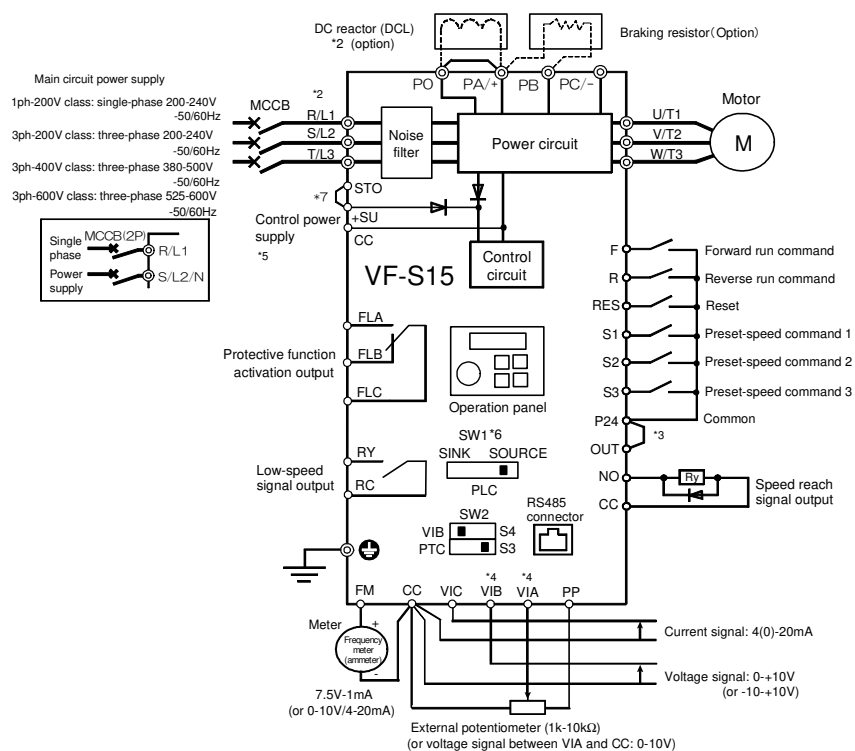 DC reactor (DCL)
*2 (option)
Braking resistor(Option)
PO
PA/+
PB
PC/-
Main circuit power supply
1ph-200V class: single-phase 200-240V
-50/60Hz
3ph-200V class: three-phase 200-240V
-50/60Hz
3ph-400V class: three-phase 380-500V
-50/60Hz
3ph-600V class: three-phase 525-600V
-50/60Hz
*2
MCCB
R/L1
S/L2
T/L3
Noise
filter
Power circuit
U/T1
V/T2
W/T3
Motor
M
*7
STO
+SU
CC
Control power
supply
*5
MCCB(2P)
Single
phase
Power
supply
R/L1
S/L2/N
VF-S15
Control
circuit
F
Forward run command
R
Reverse run command
RES
Reset
S1
Preset-speed command 1
S2
Preset-speed command 2
S3
Preset-speed command 3
P24
Common
*3
OUT
NO
Ry
CC
Speed reach
signal output
FLA
FLB
FLC
Protective function
activation output
Operation panel
SW1*6
SINK
SOURCE
PLC
RY
RC
Low-speed
signal output
SW2
VIB
S4
PTC
S3
RS485
connector
FM
CC
VIC
*4
VIB
*4
VIA
PP
Meter
+
Frequency
meter
(ammeter)
-
7.5V-1mA
(or 0-10V/4-20mA)
Current signal: 4(0)-20mA
Voltage signal: 0-+10V
(or -10-+10V)
External potentiometer (1k-10kΩ)
(or voltage signal between VIA and CC: 0-10V)